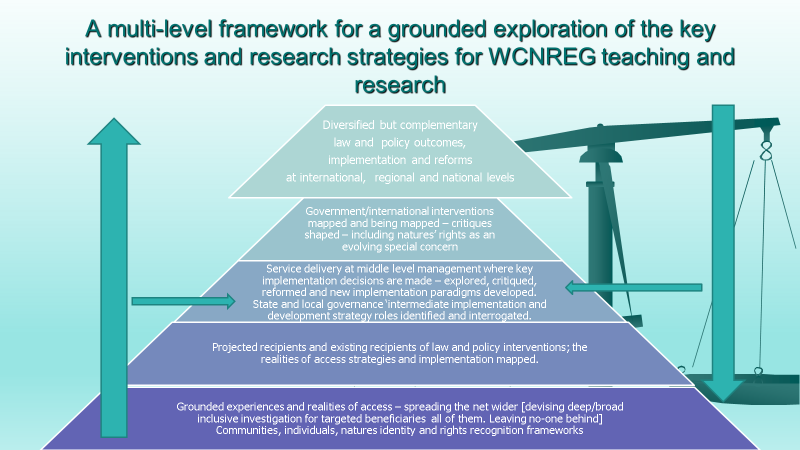 A multi-level framework for a grounded exploration of the key
interventions and research strategies for WCNREG teaching and
research
Diversified but complementary
law and policy outcomes,
implementation and reforms
at international, regional and national levels
Government/international interventions
mapped and being mapped – critiques
shaped – including natures' rights as an
evolving special concern
Service delivery at middle level management where key
implementation decisions are made – explored, critiqued,
reformed and new implementation paradigms developed.
State and local governance 'intermediate implementation and
development strategy roles identified and interrogated.
Projected recipients and existing recipients of law and policy interventions; the
realities of access strategies and implementation mapped.
Grounded experiences and realities of access – spreading the net wider [devising deep/broad
inclusive investigation for targeted beneficiaries all of them. Leaving no-one behind]
Communities, individuals, natures identity and rights recognition frameworks